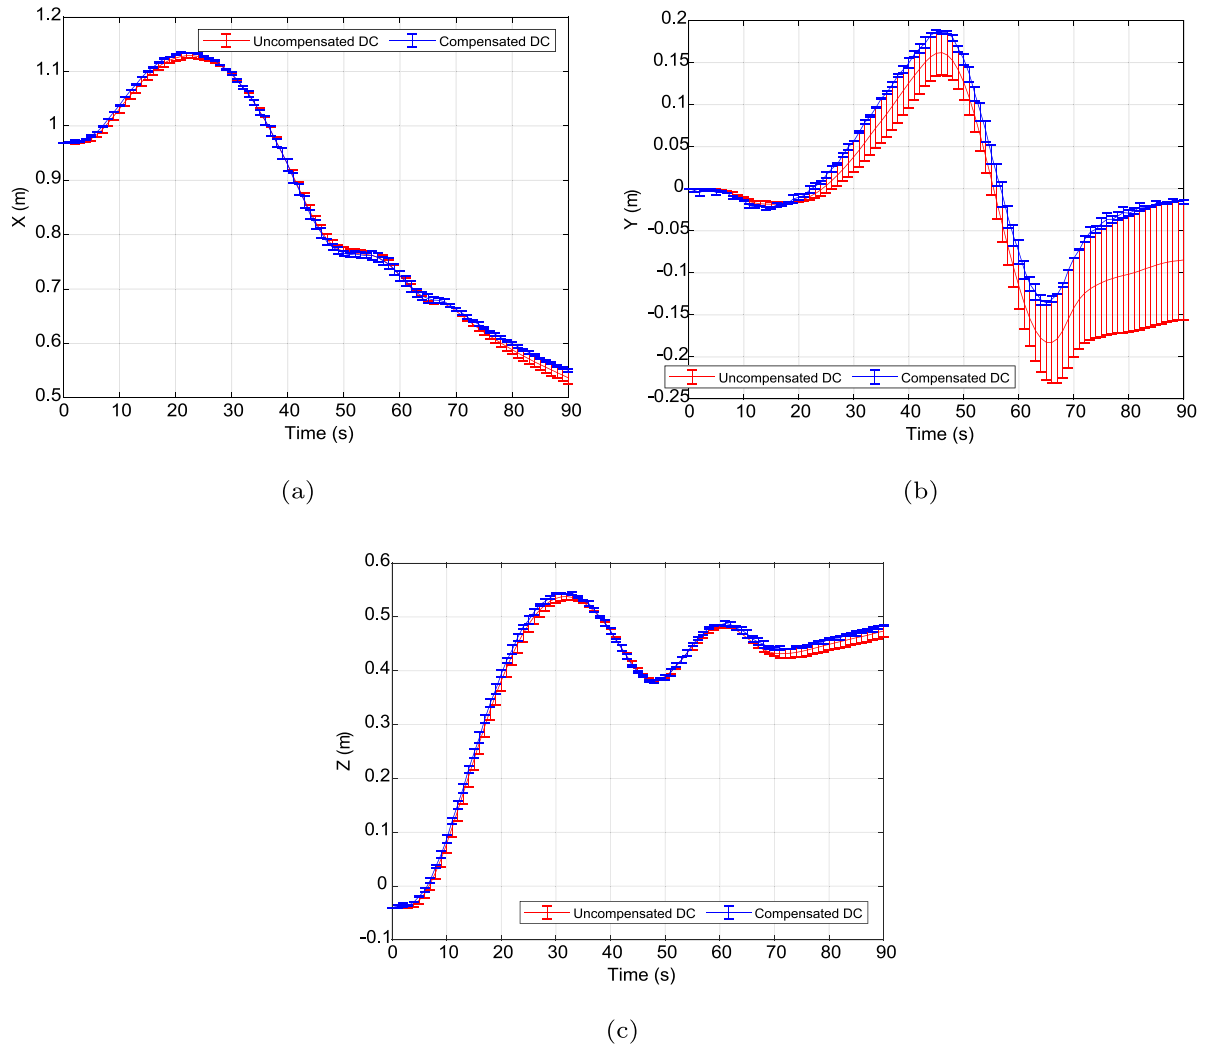 1.2
1.1
1
0.9
0.8
0.7
0.6
0.5
X (m)
Uncompensated DC Compensated DC
0 10 20 30 40 50 60 70 80 90
Time (s)
(a)
0.2
0.15
0.1
0.05
0
-0.05
-0.1
-0.15
-0.2
-0.25
Y (m)
Uncompensated DC Compensated DC
0 10 20 30 40 50 60 70 80 90
Time (s)
(b)
0.6
0.5
0.4
0.3
0.2
0.1
0
-0.1
Z (m)
Uncompensated DC Compensated DC
0 10 20 30 40 50 60 70 80 90
Time (s)
(c)